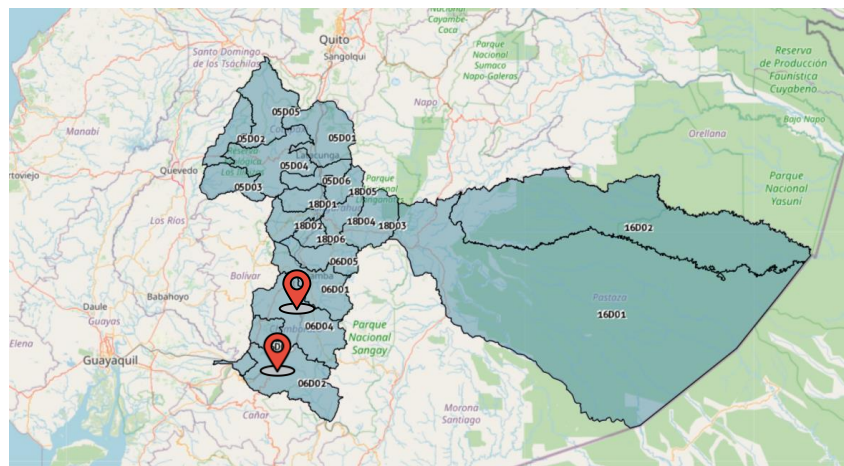 Nacional
Cayambe-
Coca
Quito
Sangolquí
Santo Domingo
de los Tsáchilas
Parque
Nacional
Sumaco
Napo-Galeras
Reserva
de Producción
Faunística
Cuyabeno
Napo
Bajo Napo
Manabí
Orellana
05D05
05D02
05D01
Latacunga
05D04
Quevedo
05D03
05D06
Parque
18D05
Parque
Nacional
Yasuní
18D01
18D04
18D03
Los Ríos
18D02
18D06
16D02
06D05
Bolívar
06D01
Pastaza
16D01
Babahoyo
Daule
Guayas
06D04
Parque
Nacional
Sangay
Elena
Guayaquil
06D02
Cañar
Morona
Santiago